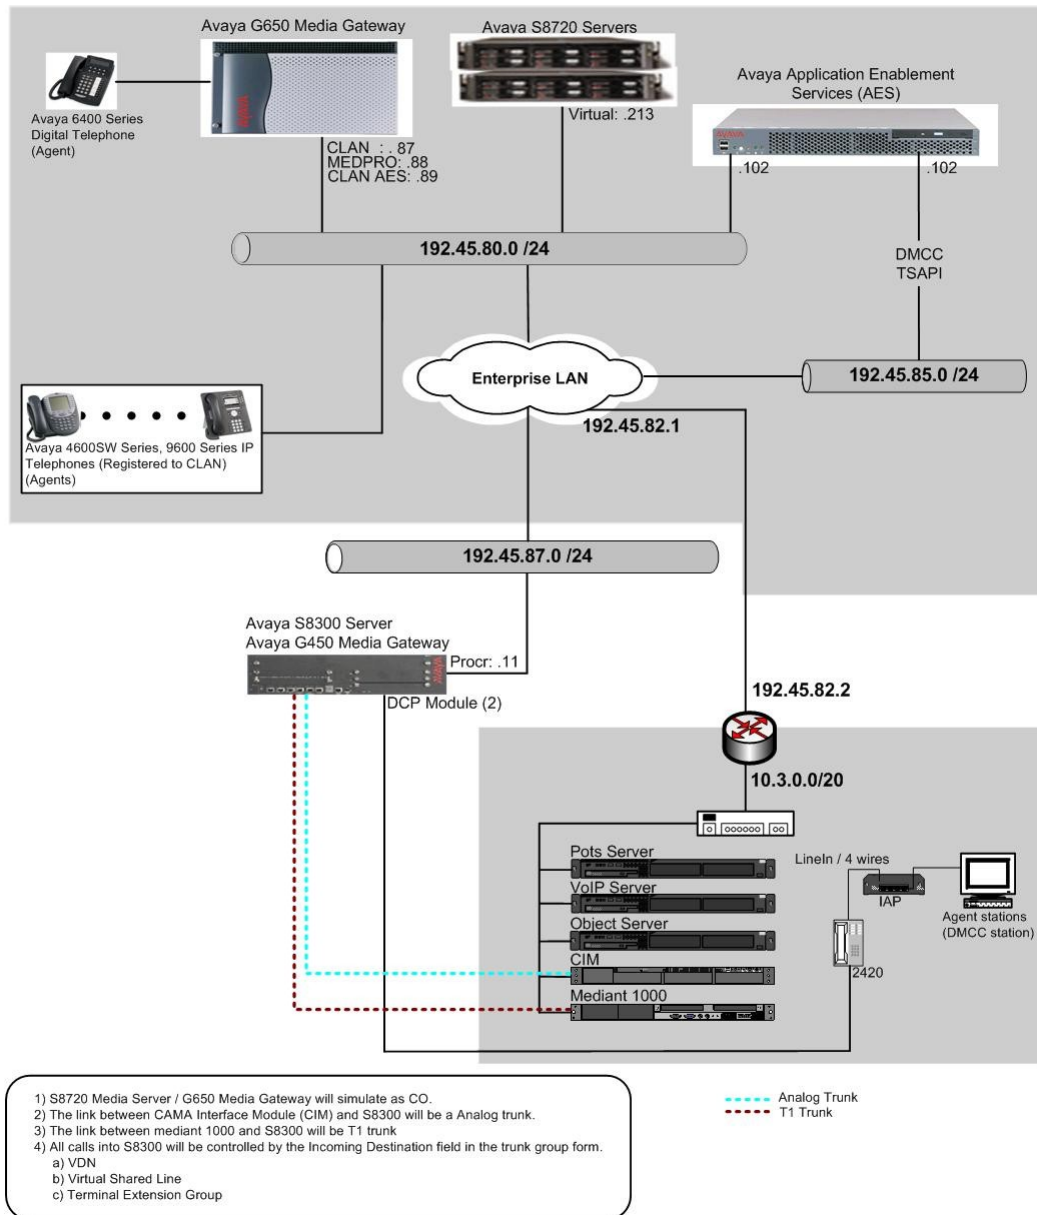 Avaya G650 Media Gateway
Avaya S8720 Servers
Avaya Application Enablement
Services (AES)
Avaya 6400 Series
Digital Telephone
(Agent)
AVAYA
Virtual: .213
CLAN : . 87
MEDPRO: .88
CLAN AES: .89
.102
.102
192.45.80.0 /24
DMCC
TSAPI
Enterprise LAN
192.45.85.0 /24
192.45.82.1
Avaya 4600SW Series, 9600 Series IP
Telephones (Registered to CLAN)
(Agents)
192.45.87.0 /24
Avaya S8300 Server
Avaya G450 Media Gateway
Procr: .11
DCP Module (2)
192.45.82.2
10.3.0.0/20
Pots Server
VoIP Server
Object Server
CIM
Mediant 1000
LineIn / 4 wires
IAP
Agent stations
(DMCC station)
2420
1) S8720 Media Server / G650 Media Gateway will simulate as CO.
2) The link between CAMA Interface Module (CIM) and S8300 will be a Analog trunk.
3) The link between mediant 1000 and S8300 will be T1 trunk
4) All calls into S8300 will be controlled by the Incoming Destination field in the trunk group form.
a) VDN
b) Virtual Shared Line
c) Terminal Extension Group
Analog Trunk
T1 Trunk